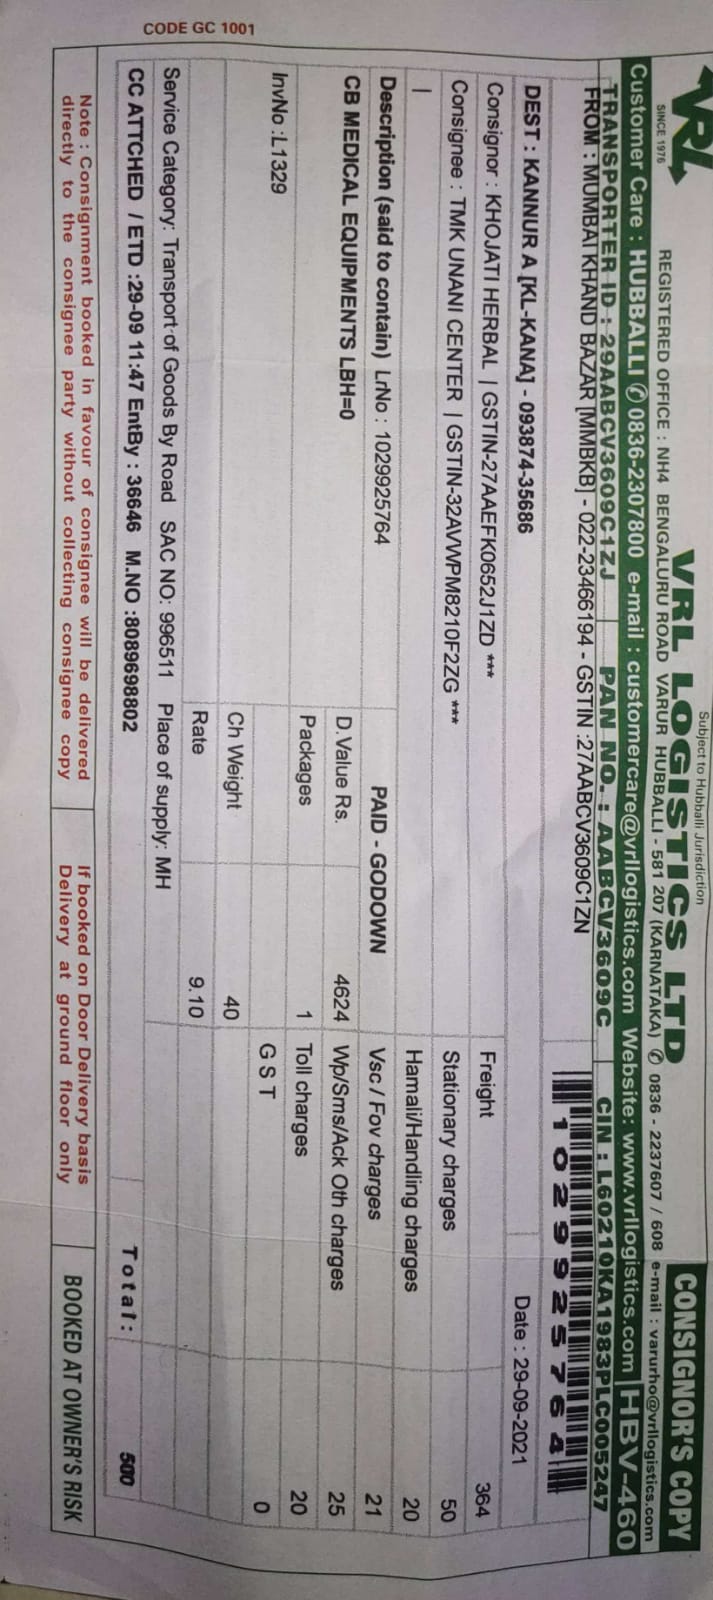 Subject to Hubballi Jurisdiction
VRL
SINCE 1976
VRL LOGISTICS LTD
CONSIGNOR'S COPY
REGISTERED OFFICE : NH4 BENGALURU ROAD VARUR HUBBALLI - 581 207 (KARNATAKA) ✆ 0836 - 2237607 / 608 e-mail : varurho@vrllogistics.com
Customer Care : HUBBALLI ✆ 0836-2307800 e-mail : customercare@vrllogistics.com Website: www.vrllogistics.com HBV-460
TRANSPORTER ID : 29AABCV3609C1ZJ PAN NO. : AABCV3609C CIN : L60210KA1983PLC005247
FROM : MUMBAI KHAND BAZAR [MMBKB] - 022-23466194 - GSTIN :27AABCV3609C1ZN
1029925764
DEST : KANNUR A [KL-KANA] - 093874-35686
Date : 29-09-2021
Consignor : KHOJATI HERBAL | GSTIN-27AAEFK0652J1ZD ***
Freight 364
Consignee : TMK UNANI CENTER | GSTIN-32AVWPM8210F2ZG ***
Stationary charges 50
|
Hamali/Handling charges 20
Description (said to contain) LrNo : 1029925764
PAID - GODOWN
Vsc / Fov charges 21
CB MEDICAL EQUIPMENTS LBH=0
D.Value Rs. 4624
Wp/Sms/Ack Oth charges 25
Packages 1
Toll charges 20
InvNo :L1329
G S T 0
Ch Weight 40
Rate 9.10
Service Category: Transport of Goods By Road SAC NO: 996511 Place of supply: MH
CC ATTCHED / ETD :29-09 11:47 EntBy : 36646 M.NO :8089698802
Total: 500
Note : Consignment booked in favour of consignee will be delivered
directly to the consignee party without collecting consignee copy
If booked on Door Delivery basis
Delivery at ground floor only
BOOKED AT OWNER'S RISK
CODE GC 1001